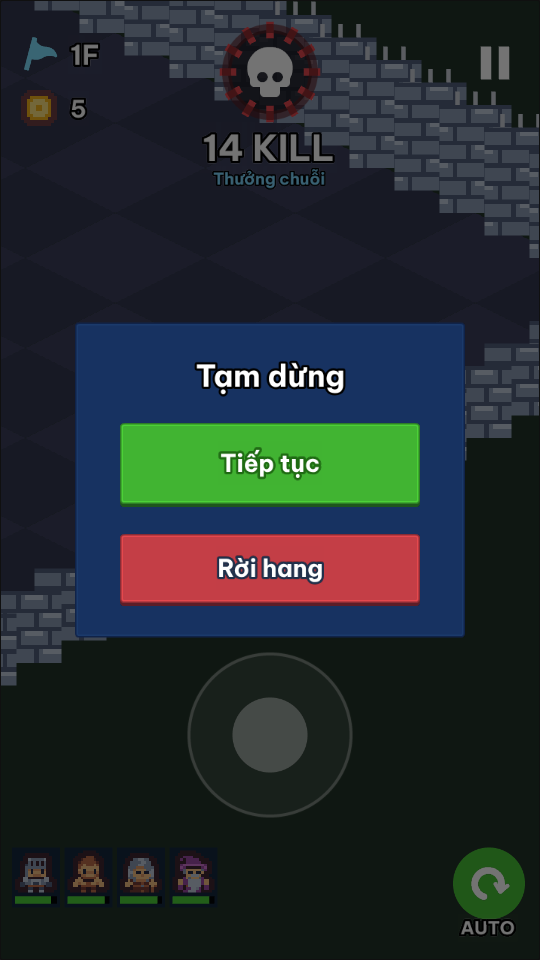 1F
5
14 KILL
Thưởng chuỗi
Tạm dừng
Tiếp tục
Rời hang
AUTO